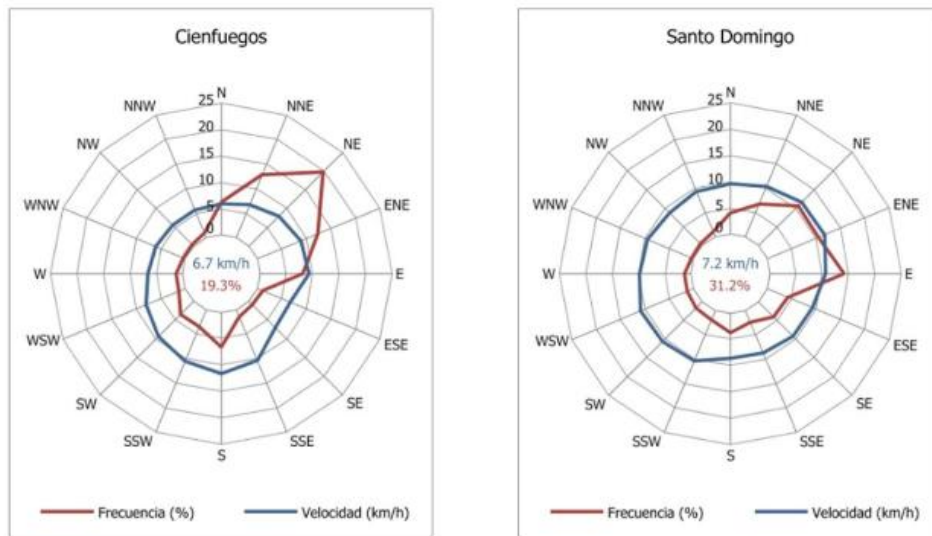 Cienfuegos
N
NNE
NE
ENE
E
ESE
SE
SSE
S
SSW
SW
WSW
W
WNW
NW
NNW
25
20
15
10
5
0
6.7 km/h
19.3%
Frecuencia (%) Velocidad (km/h)
Santo Domingo
N
NNE
NE
ENE
E
ESE
SE
SSE
S
SSW
SW
WSW
W
WNW
NW
NNW
25
20
15
10
5
0
7.2 km/h
31.2%
Frecuencia (%) Velocidad (km/h)